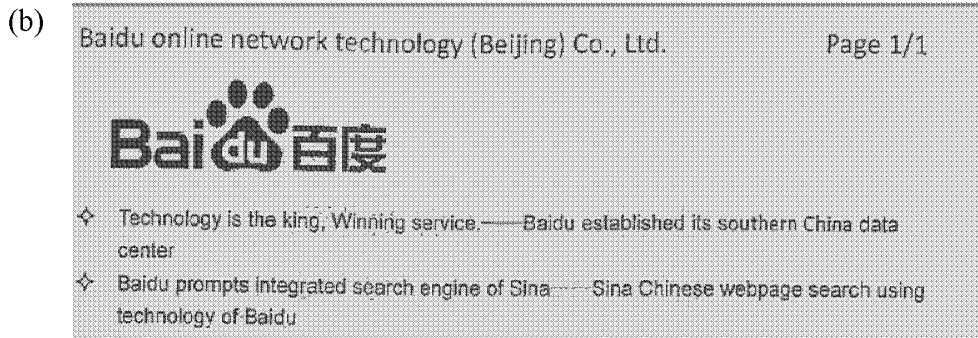 (b)
Baidu online network technology (Beijing) Co., Ltd. Page 1/1
Bai du 百度
✧ Technology is the king, Winning service.——Baidu established its southern China data
center
✧ Baidu prompts integrated search engine of Sina——Sina Chinese webpage search using
technology of Baidu